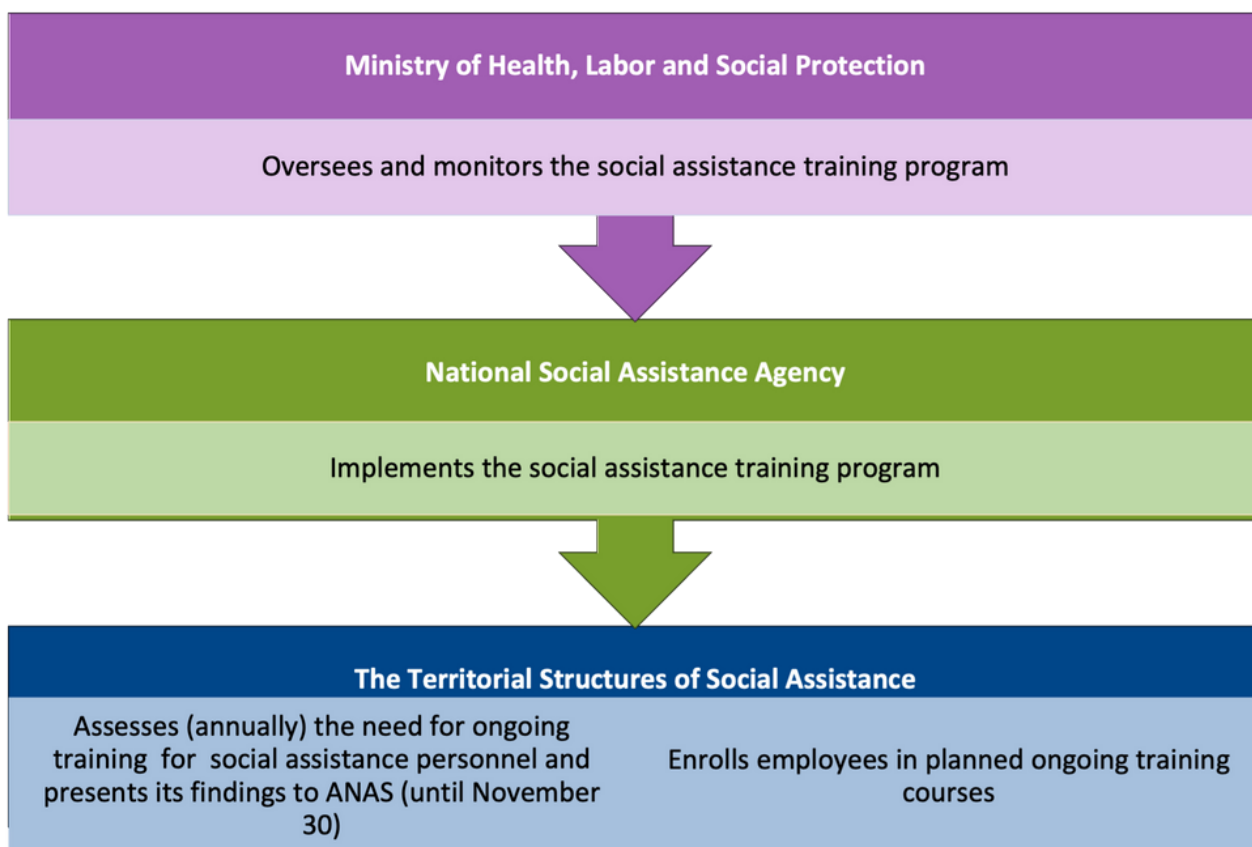 Ministry of Health, Labor and Social Protection
Oversees and monitors the social assistance training program
National Social Assistance Agency
Implements the social assistance training program
The Territorial Structures of Social Assistance
Assesses (annually) the need for ongoing
training for social assistance personnel and
presents its findings to ANAS (until November
30)
Enrolls employees in planned ongoing training
courses